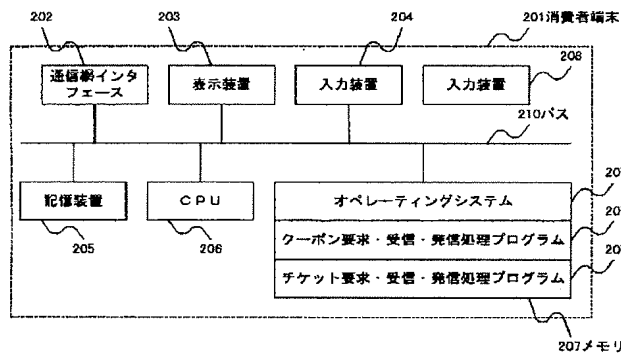 202
203
204
201消費者端末
通信網インタ
フェース
表示装置
入力装置
入力装置
208
210バス
記憶装置
CPU
オペレーティングシステム
クーポン要求・受信・発信処理プログラム
チケット要求・受信・発信処理プログラム
205
206
207メモリ